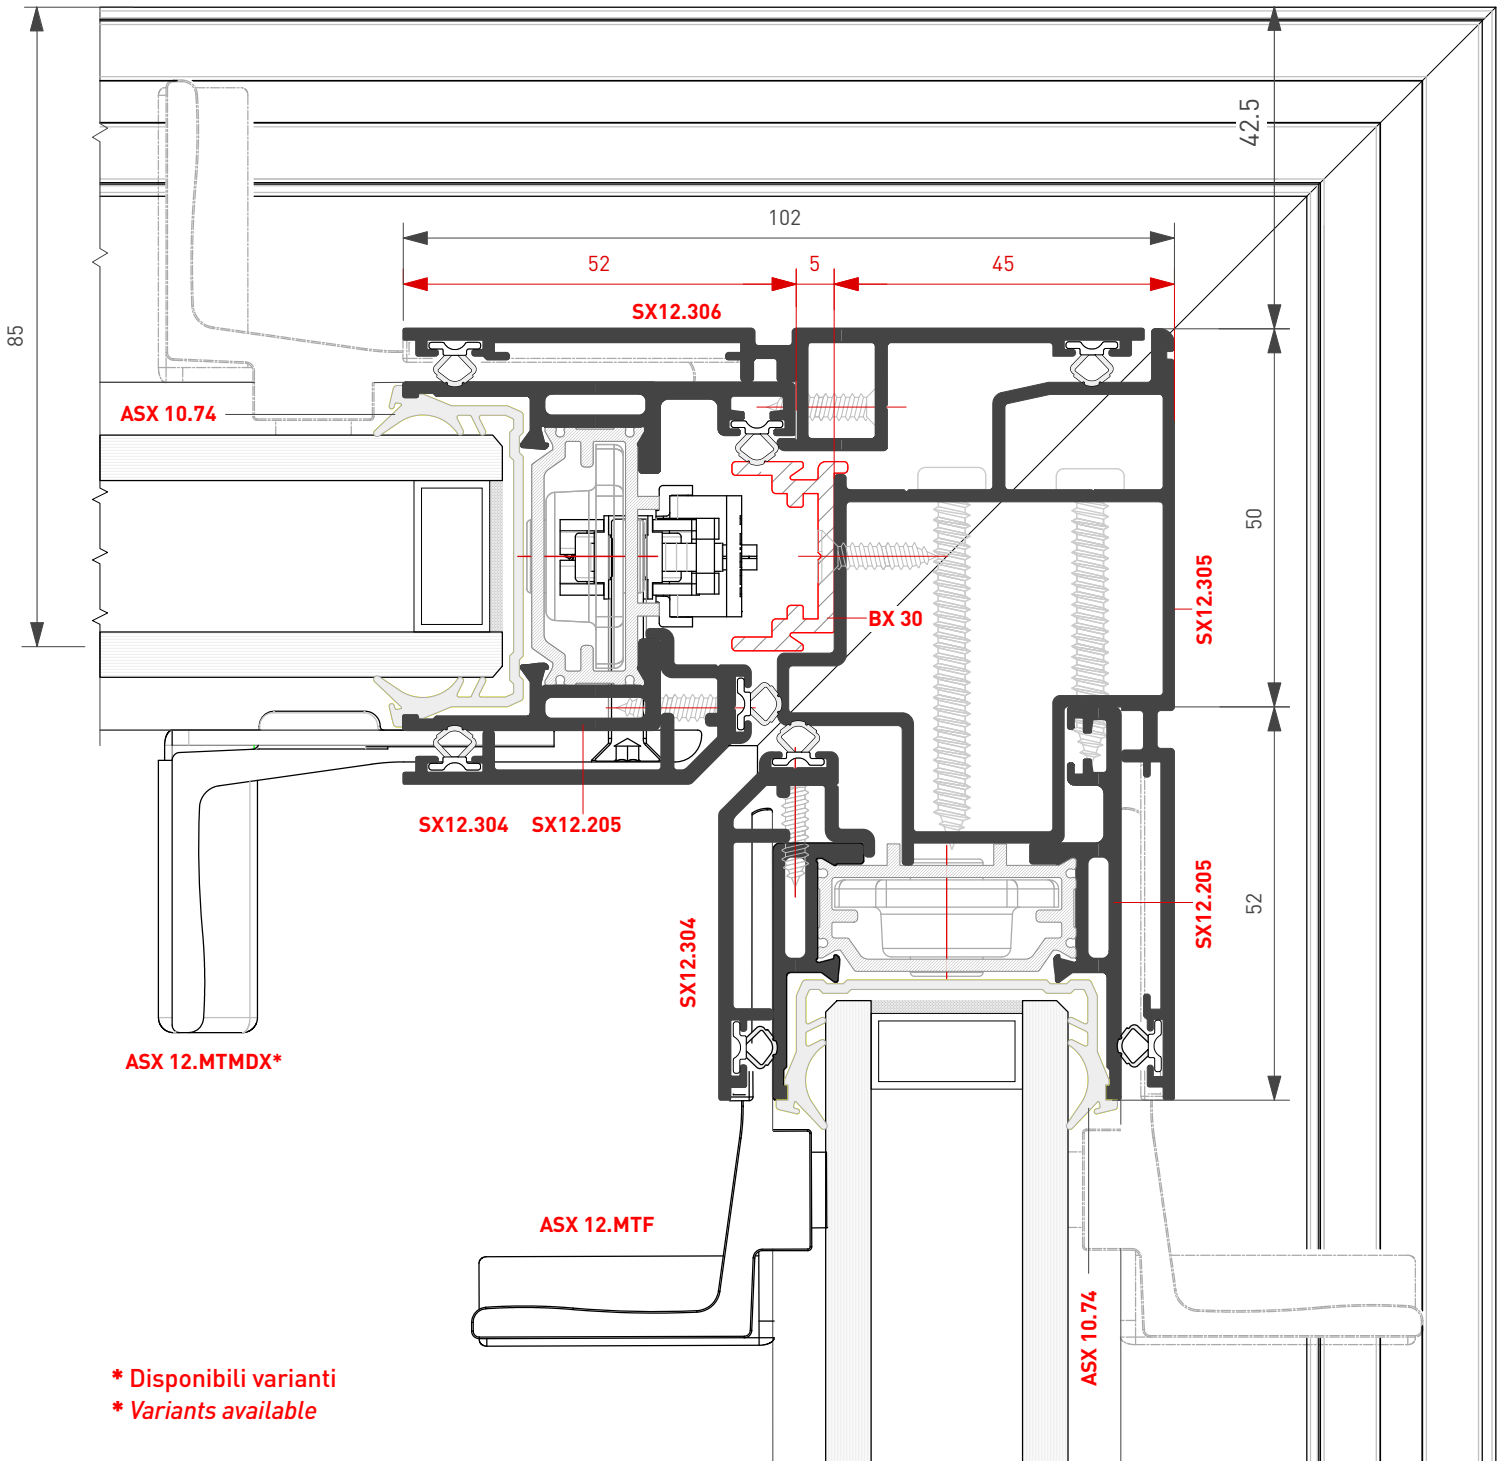 42.5
102
52 5 45
SX12.306
85
ASX 10.74
50
SX12.305
BX 30
SX12.304 SX12.205
SX12.205
52
SX12.304
ASX 12.MTMDX*
ASX 12.MTF
ASX 10.74
* Disponibili varianti
* Variants available